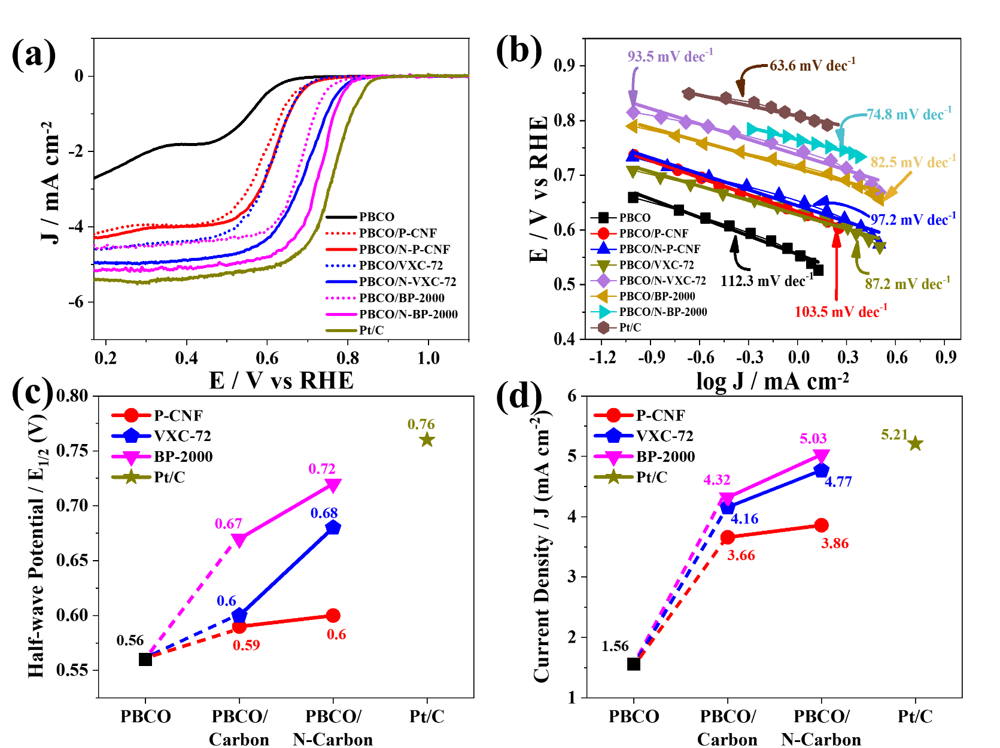 (a)
0
-2
-4
-6
J / mA cm-2
PBCO
PBCO/P-CNF
PBCO/N-P-CNF
PBCO/VXC-72
PBCO/N-VXC-72
PBCO/BP-2000
PBCO/N-BP-2000
Pt/C
0.2 0.4 0.6 0.8 1.0
E / V vs RHE
(b)
0.9
0.8
0.7
0.6
0.5
0.4
E / V vs RHE
93.5 mV dec-1
63.6 mV dec-1
74.8 mV dec-1
82.5 mV dec-1
97.2 mV dec-1
87.2 mV dec-1
103.5 mV dec-1
112.3 mV dec-1
PBCO
PBCO/P-CNF
PBCO/N-P-CNF
PBCO/VXC-72
PBCO/N-VXC-72
PBCO/BP-2000
PBCO/N-BP-2000
Pt/C
-1.2 -0.9 -0.6 -0.3 0.0 0.3 0.6 0.9
log J / mA cm-2
(c)
0.80
0.75
0.70
0.65
0.60
0.55
Half-wave Potential / E1/2 (V)
P-CNF
VXC-72
BP-2000
Pt/C
0.76
0.72
0.68
0.67
0.6
0.59
0.6
0.56
PBCO PBCO/ PBCO/ Pt/C
Carbon N-Carbon
(d)
6
5
4
3
2
1
Current Density / J (mA cm-2)
P-CNF
VXC-72
BP-2000
Pt/C
5.21
5.03
4.77
4.32
4.16
3.86
3.66
1.56
PBCO PBCO/ PBCO/ Pt/C
Carbon N-Carbon